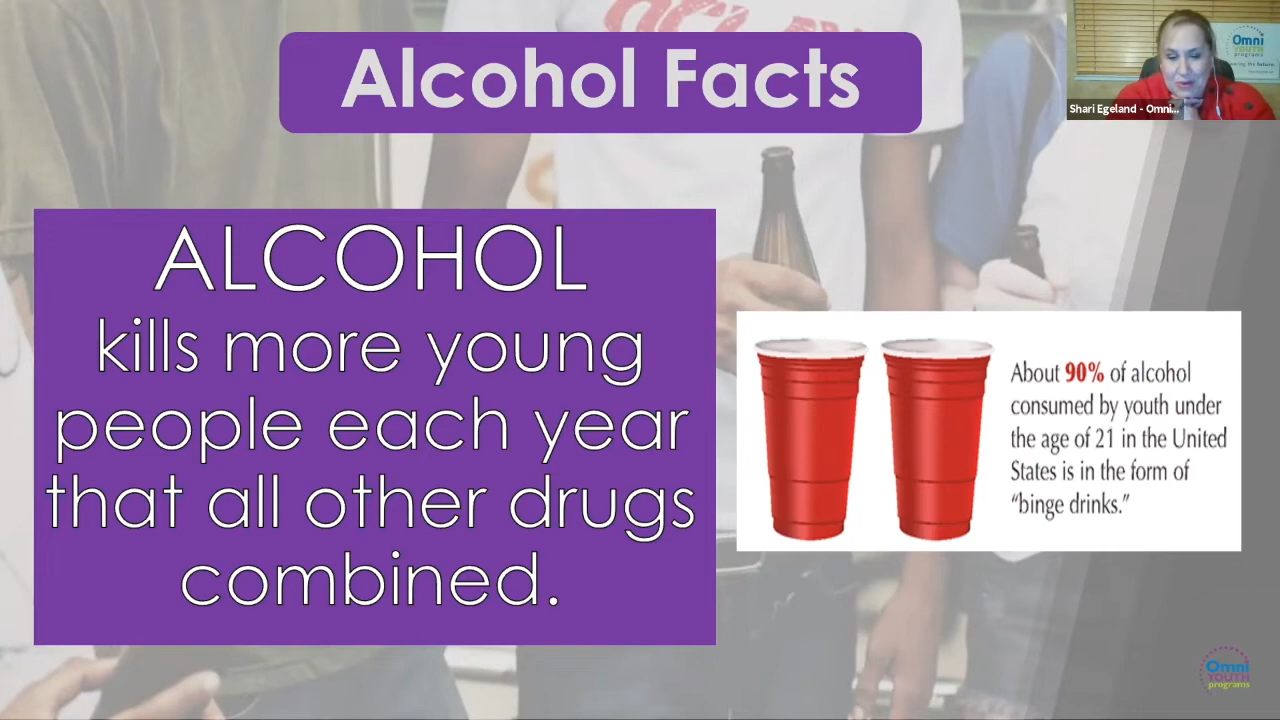 Alcohol Facts
Shari Egeland - Omni...
Omni
YOUTH
programs
ALCOHOL
kills more young
people each year
that all other drugs
combined.
About 90% of alcohol
consumed by youth under
the age of 21 in the United
States is in the form of
“binge drinks.”
Omni
YOUTH
programs